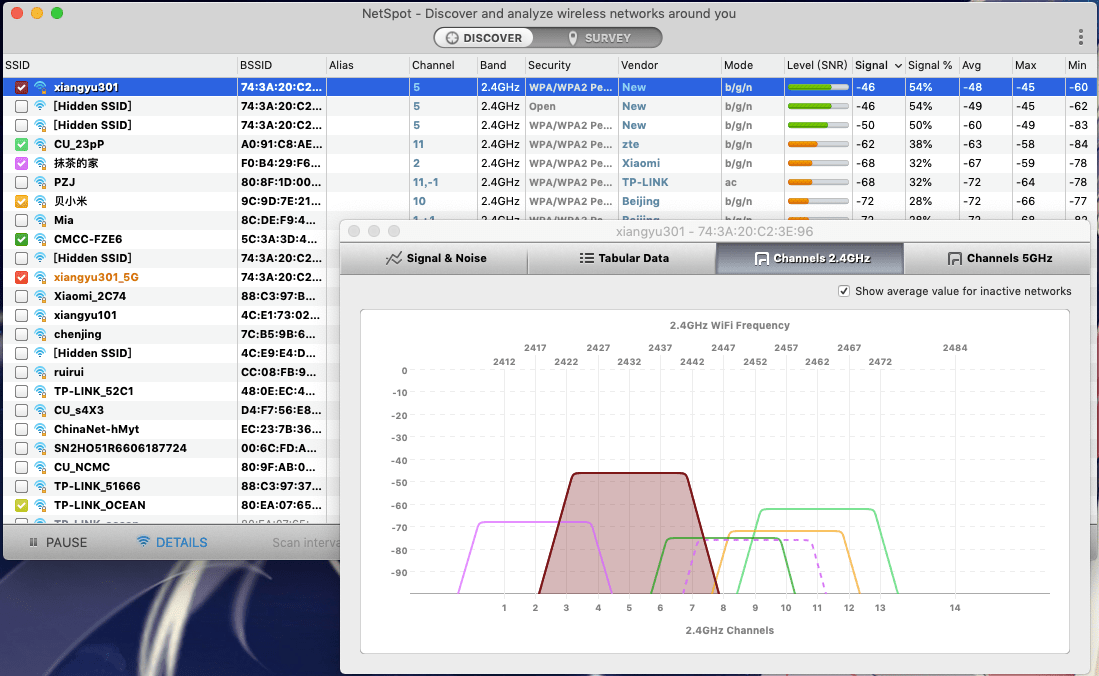 NetSpot - Discover and analyze wireless networks around you
DISCOVER SURVEY
SSID BSSID Alias Channel Band Security Vendor Mode Level (SNR) Signal Signal % Avg Max Min
xiangyu301 74:3A:20:C2... 5 2.4GHz WPA/WPA2 Pe... New b/g/n -46 54% -48 -45 -60
[Hidden SSID] 74:3A:20:C2... 5 2.4GHz Open New b/g/n -46 54% -49 -45 -62
[Hidden SSID] 74:3A:20:C2... 5 2.4GHz WPA/WPA2 Pe... New b/g/n -50 50% -60 -49 -83
CU_23pP A0:91:C8:AE... 11 2.4GHz WPA/WPA2 Pe... zte b/g/n -62 38% -63 -58 -84
抹茶的家 F0:B4:29:F6... 2 2.4GHz WPA/WPA2 Pe... Xiaomi b/g/n -68 32% -67 -59 -78
PZJ 80:8F:1D:00... 11,-1 2.4GHz WPA/WPA2 Pe... TP-LINK ac -68 32% -72 -64 -78
贝小米 9C:9D:7E:21... 10 2.4GHz WPA/WPA2 Pe... Beijing b/g/n -72 28% -72 -66 -77
Mia 8C:DE:F9:4...
CMCC-FZE6 5C:3A:3D:4...
[Hidden SSID] 74:3A:20:C2...
xiangyu301_5G 74:3A:20:C2...
Xiaomi_2C74 88:C3:97:B...
xiangyu101 4C:E1:73:02...
chenjing 7C:B5:9B:6...
[Hidden SSID] 4C:E9:E4:D...
ruirui CC:08:FB:9...
TP-LINK_52C1 48:0E:EC:4...
CU_s4X3 D4:F7:56:E8...
ChinaNet-hMyt EC:23:7B:36...
SN2HO51R6606187724 00:6C:FD:A...
CU_NCMC 80:9F:AB:0...
TP-LINK_51666 88:C3:97:37...
TP-LINK_OCEAN 80:EA:07:65...
PAUSE DETAILS Scan interva
xiangyu301 - 74:3A:20:C2:3E:96
Signal & Noise Tabular Data Channels 2.4GHz Channels 5GHz
Show average value for inactive networks
2.4GHz WiFi Frequency
2417 2427 2437 2447 2457 2467 2484
2412 2422 2432 2442 2452 2462 2472
0
-10
-20
-30
-40
-50
-60
-70
-80
-90
1 2 3 4 5 6 7 8 9 10 11 12 13 14
2.4GHz Channels